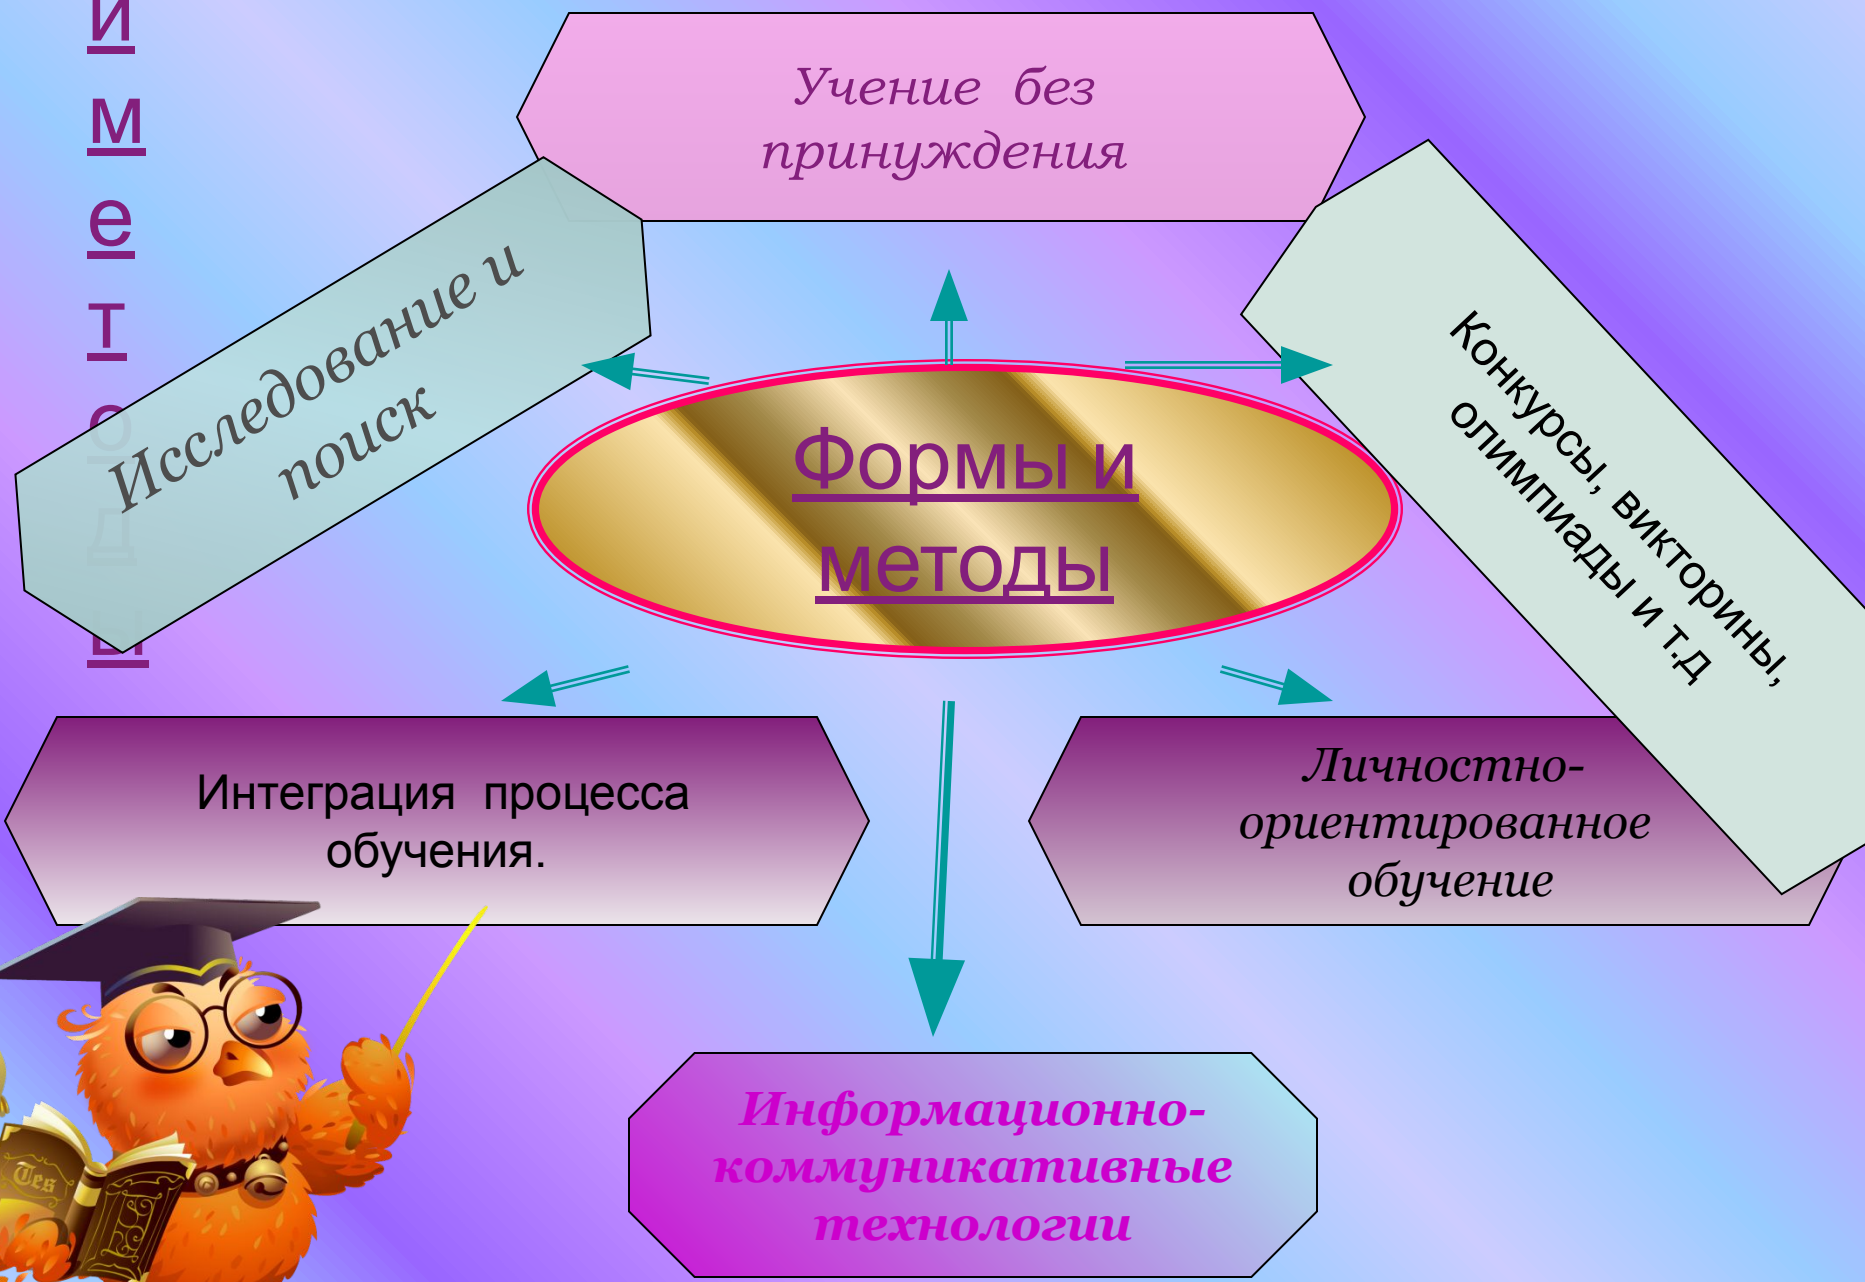 и
м
е
т
о
д
ы
Учение без
принуждения
Исследование и
поиск
Конкурсы, викторины,
олимпиады и т.д
Формы и
методы
Интеграция процесса
обучения.
Личностно-
ориентированное
обучение
Информационно-
коммуникативные
технологии